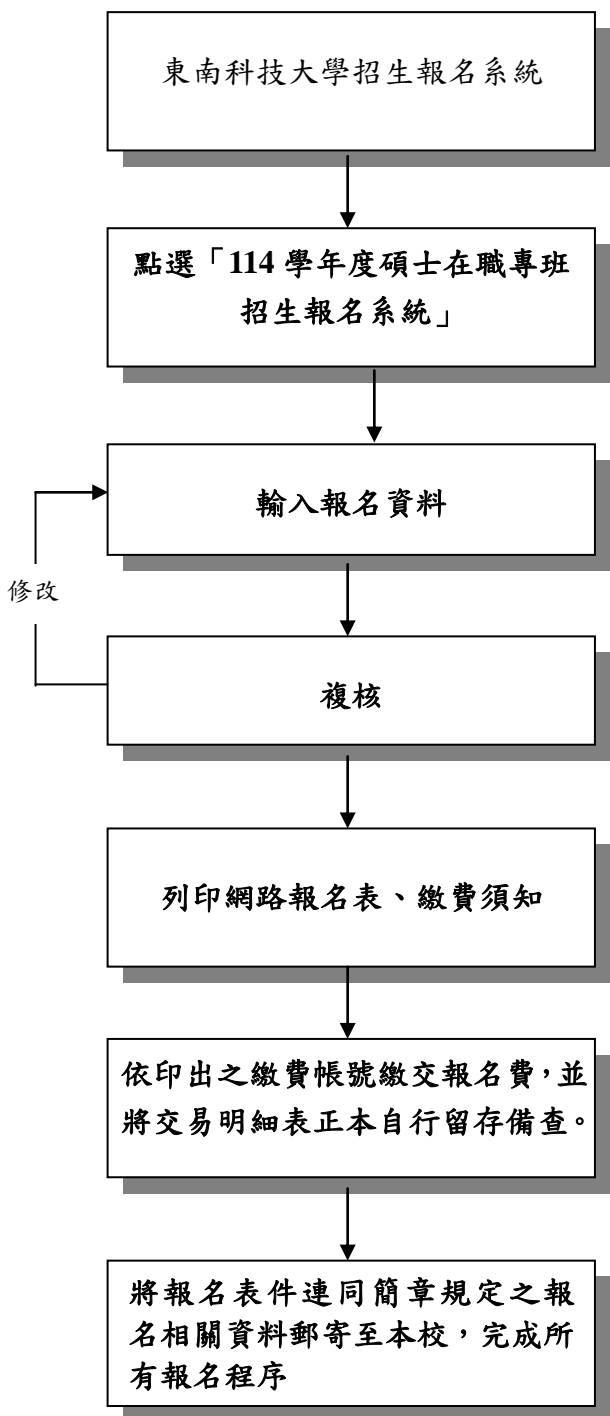 東南科技大學招生報名系統
點選「114 學年度碩士在職專班
招生報名系統」
輸入報名資料
修改
複核
列印網路報名表、繳費須知
依印出之繳費帳號繳交報名費，並
將交易明細表正本自行留存備查。
將報名表件連同簡章規定之報
名相關資料郵寄至本校，完成所
有報名程序